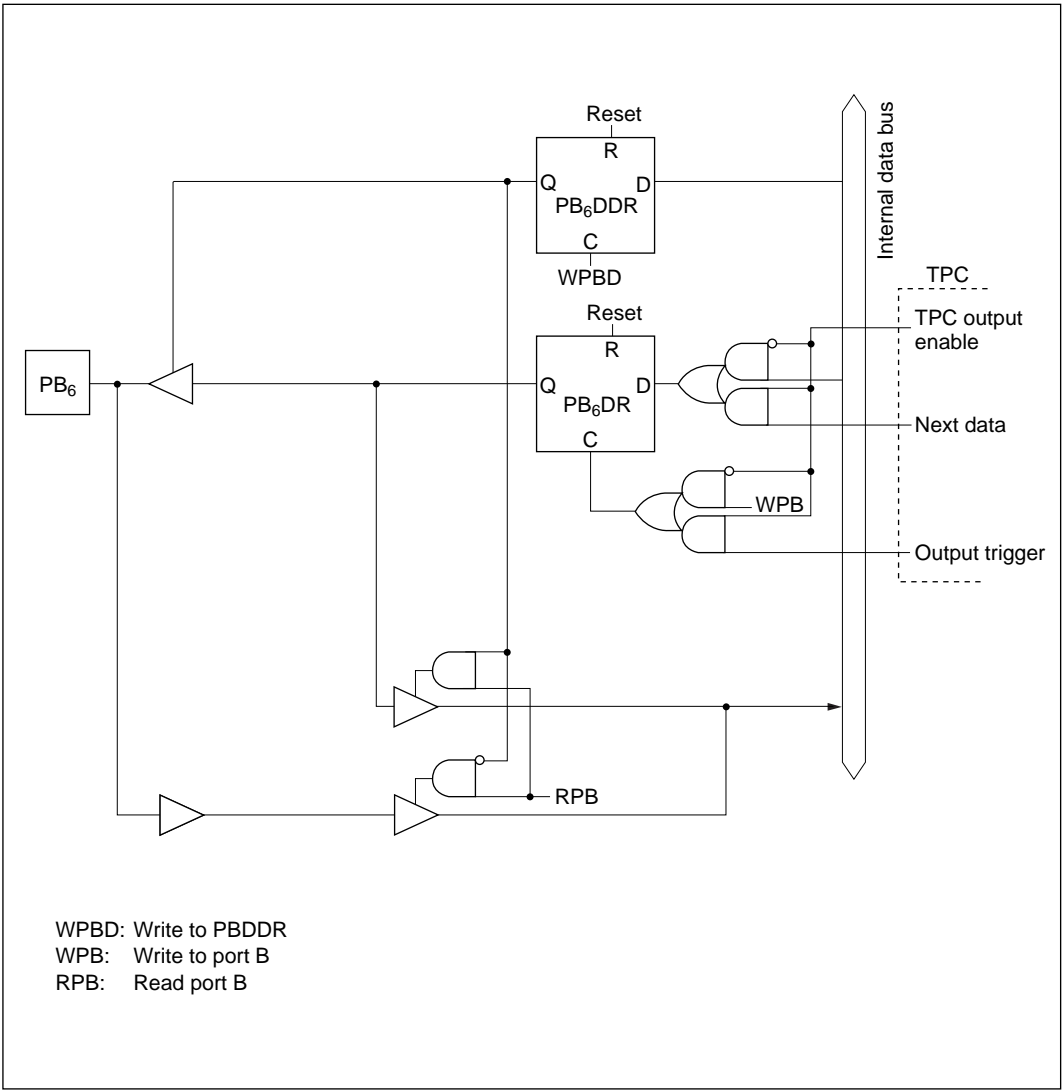 Reset
R
Q
D
PB6DDR
C
WPBD
Internal data bus
TPC
TPC output
enable
Reset
R
Q
D
PB6DR
C
PB6
Next data
WPB
Output trigger
RPB
WPBD: Write to PBDDR
WPB: Write to port B
RPB: Read port B